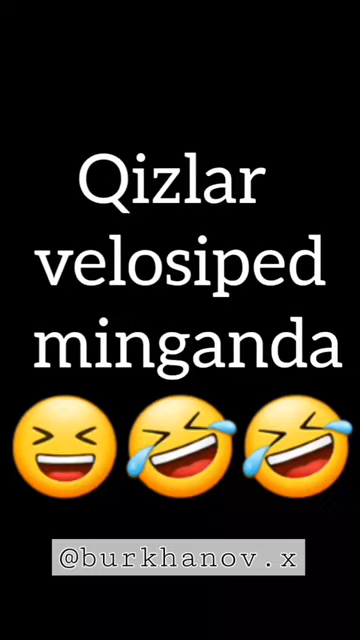 Qizlar
velosiped
minganda
😆🤣🤣
@burkhanov.x